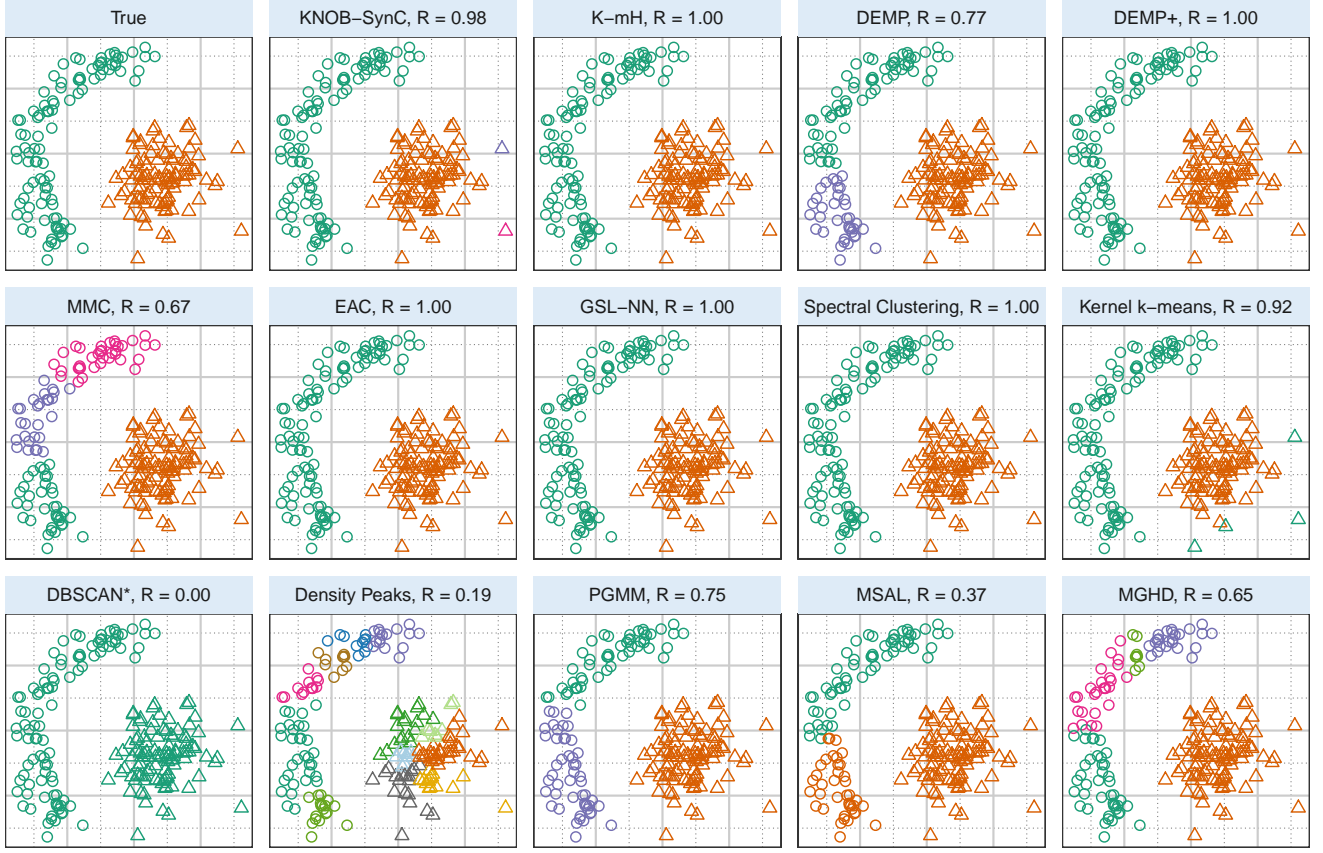 True
KNOB−SynC, R = 0.98
K−mH, R = 1.00
DEMP, R = 0.77
DEMP+, R = 1.00
MMC, R = 0.67
EAC, R = 1.00
GSL−NN, R = 1.00
Spectral Clustering, R = 1.00
Kernel k−means, R = 0.92
DBSCAN*, R = 0.00
Density Peaks, R = 0.19
PGMM, R = 0.75
MSAL, R = 0.37
MGHD, R = 0.65